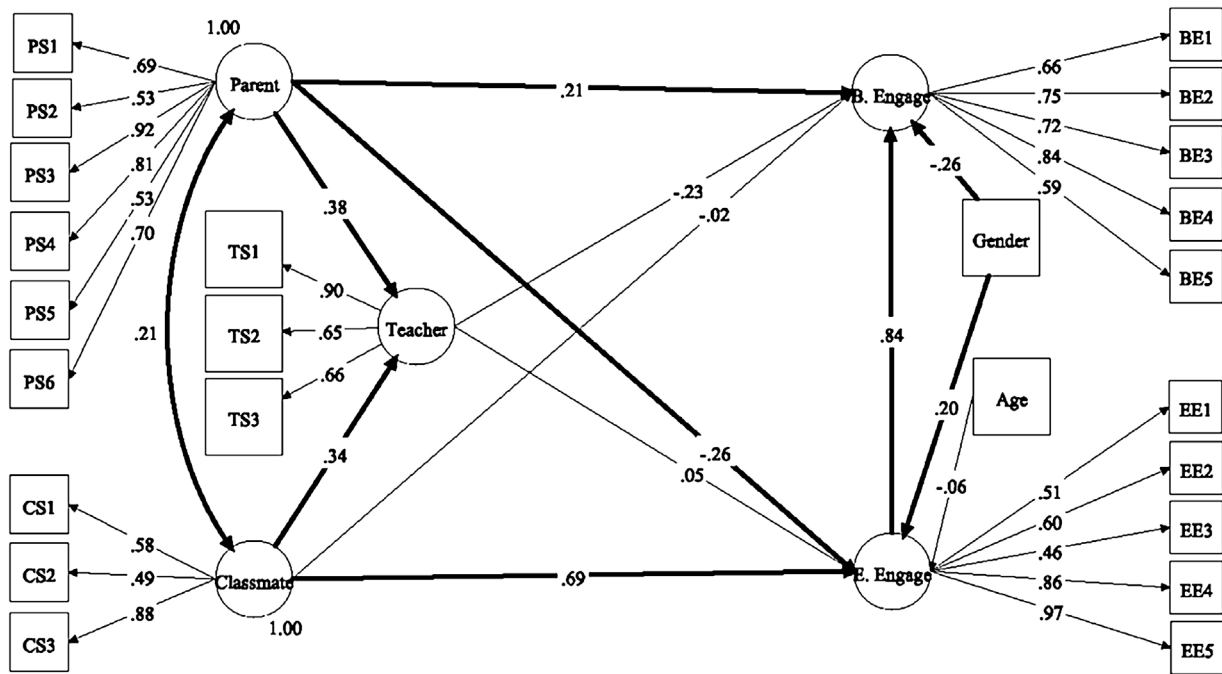 1.00
PS1
PS2
PS3
PS4
PS5
PS6
.69
.53
.92
.81
.53
.70
Parent
.21
B. Engage
.66
.75
.72
.84
.59
BE1
BE2
BE3
BE4
BE5
-.26
Gender
-.23
-.02
.38
TS1
TS2
TS3
.90
.65
.66
Teacher
.21
.84
.20
Age
-.06
.34
-.26
.05
CS1
CS2
CS3
.58
.49
.88
Classmate
1.00
.69
E. Engage
.51
.60
.46
.86
.97
EE1
EE2
EE3
EE4
EE5